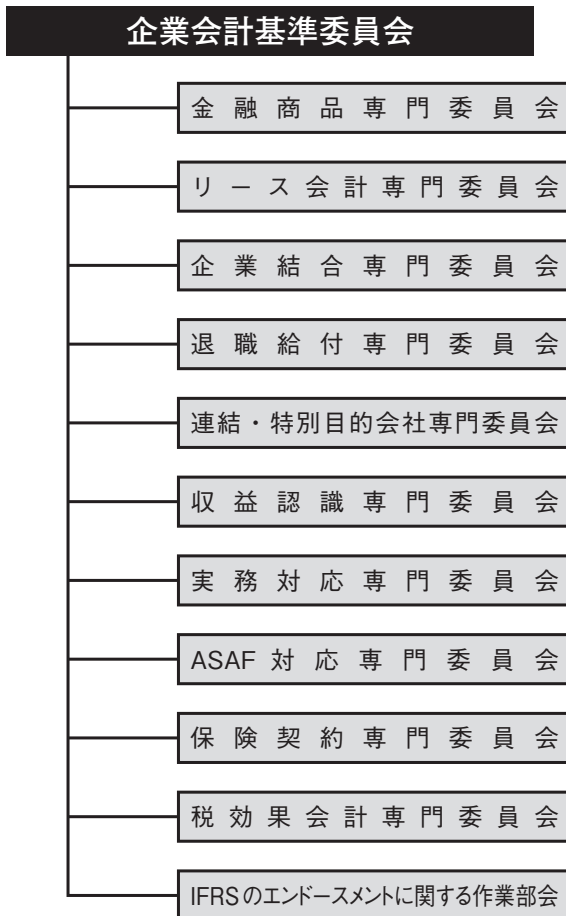 企業会計基準委員会
金融商品専門委員会
リース会計専門委員会
企業結合専門委員会
退職給付専門委員会
連結・特別目的会社専門委員会
収益認識専門委員会
実務対応専門委員会
ASAF対応専門委員会
保険契約専門委員会
税効果会計専門委員会
IFRSのエンドースメントに関する作業部会